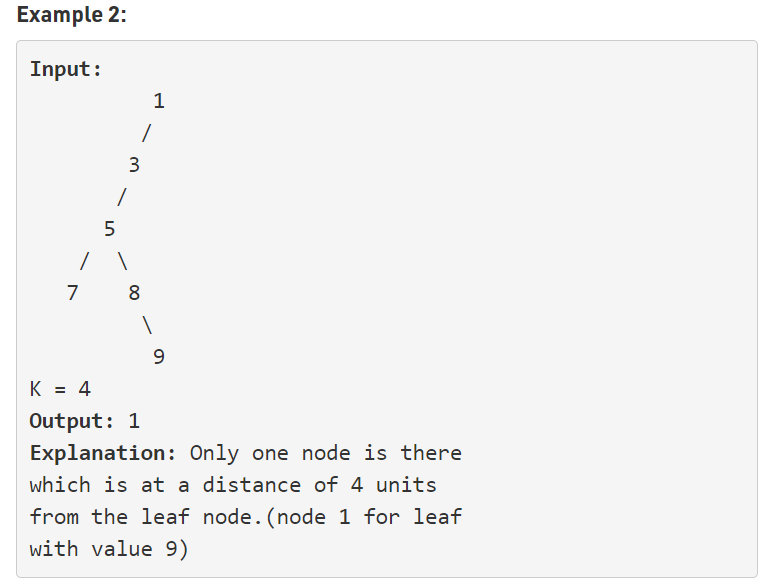 Example 2:
Input:
1
/
3
/
5
/ \
7 8
\
9
K = 4
Output: 1
Explanation: Only one node is there
which is at a distance of 4 units
from the leaf node.(node 1 for leaf
with value 9)